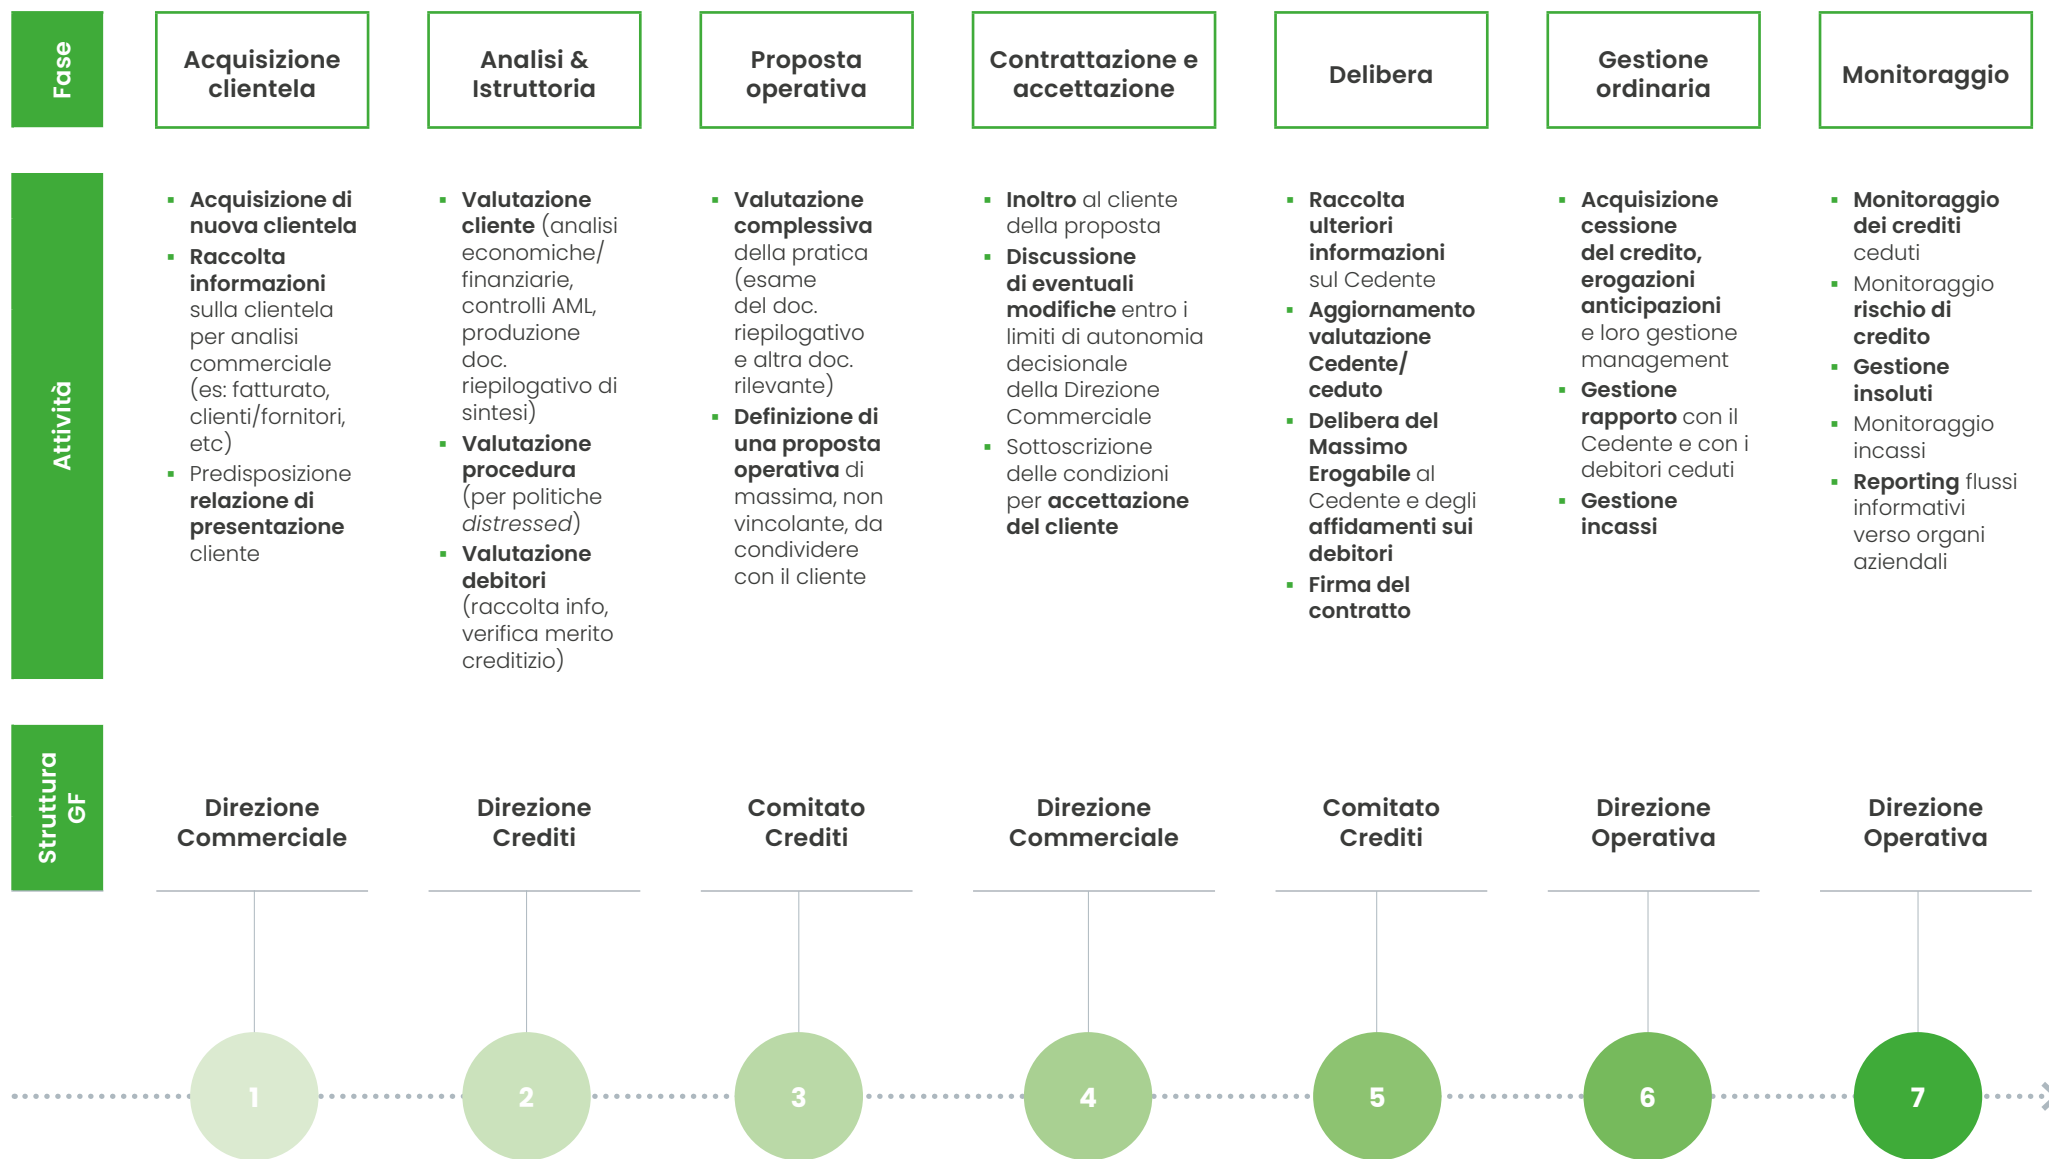 Fase
Acquisizione
clientela
Analisi &
Istruttoria
Proposta
operativa
Contrattazione e
accettazione
Delibera
Gestione
ordinaria
Monitoraggio
Attività
▪ Acquisizione di
nuova clientela
▪ Raccolta
informazioni
sulla clientela
per analisi
commerciale
(es: fatturato,
clienti/fornitori,
etc)
▪ Predisposizione
relazione di
presentazione
cliente
▪ Valutazione
cliente (analisi
economiche/
finanziarie,
controlli AML,
produzione
doc.
riepilogativo di
sintesi)
▪ Valutazione
procedura
(per politiche
distressed)
▪ Valutazione
debitori
(raccolta info,
verifica merito
creditizio)
▪ Valutazione
complessiva
della pratica
(esame
del doc.
riepilogativo
e altra doc.
rilevante)
▪ Definizione di
una proposta
operativa di
massima, non
vincolante, da
condividere
con il cliente
▪ Inoltro al cliente
della proposta
▪ Discussione
di eventuali
modifiche entro i
limiti di autonomia
decisionale
della Direzione
Commerciale
▪ Sottoscrizione
delle condizioni
per accettazione
del cliente
▪ Raccolta
ulteriori
informazioni
sul Cedente
▪ Aggiornamento
valutazione
Cedente/
ceduto
▪ Delibera del
Massimo
Erogabile al
Cedente e degli
affidamenti sui
debitori
▪ Firma del
contratto
▪ Acquisizione
cessione
del credito,
erogazioni
anticipazioni
e loro gestione
management
▪ Gestione
rapporto con il
Cedente e con i
debitori ceduti
▪ Gestione
incassi
▪ Monitoraggio
dei crediti
ceduti
▪ Monitoraggio
rischio di
credito
▪ Gestione
insoluti
▪ Monitoraggio
incassi
▪ Reporting flussi
informativi
verso organi
aziendali
Struttura
GF
Direzione
Commerciale
Direzione
Crediti
Comitato
Crediti
Direzione
Commerciale
Comitato
Crediti
Direzione
Operativa
Direzione
Operativa
1
2
3
4
5
6
7